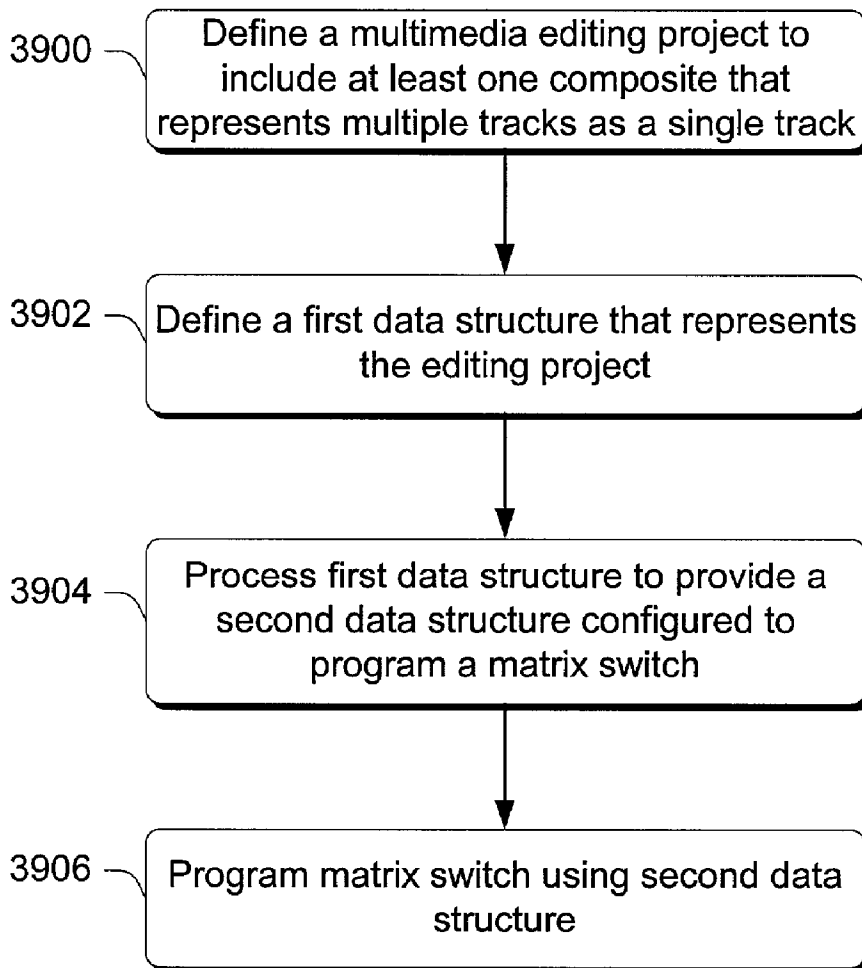 3900
Define a multimedia editing project to
include at least one composite that
represents multiple tracks as a single track
3902
Define a first data structure that represents
the editing project
3904
Process first data structure to provide a
second data structure configured to
program a matrix switch
3906
Program matrix switch using second data
structure